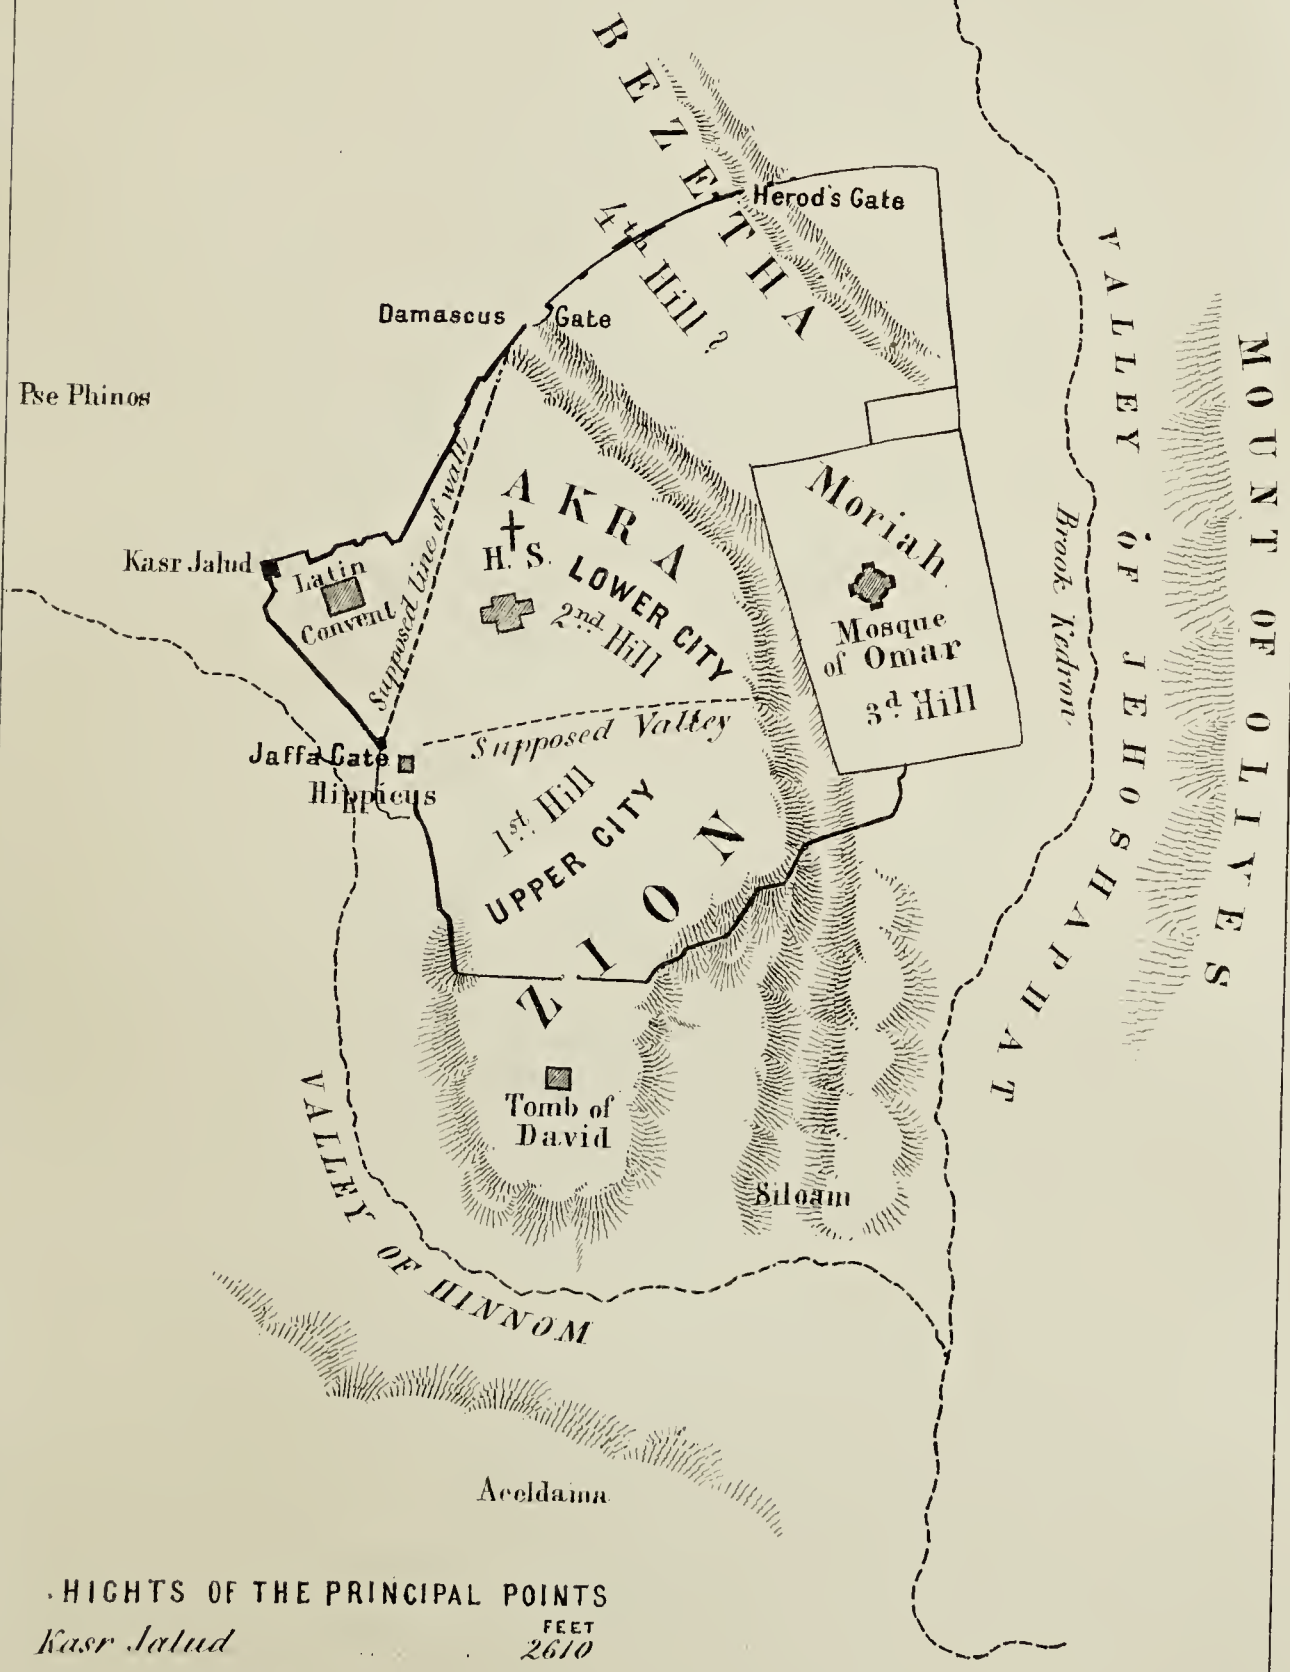 BEZETHA
Herod's Gate
4th Hill ?
Damascus Gate
Pse Phinos
VALLEY OF JEHOSHAPHAT
MOUNT OF OLIVES
Brook Kedron
Supposed line of wall
AKRA
H. S.
LOWER CITY
2nd Hill
Moriah
Mosque
of Omar
3d Hill
Kasr Jalud
Latin
Convent
Supposed Valley
Jaffa Gate
Hippicus
1st Hill
UPPER CITY
ZION
Tomb of
David
Siloam
VALLEY OF HINNOM
Aceldama
HIGHTS OF THE PRINCIPAL POINTS
FEET
Kasr Jalud 2610